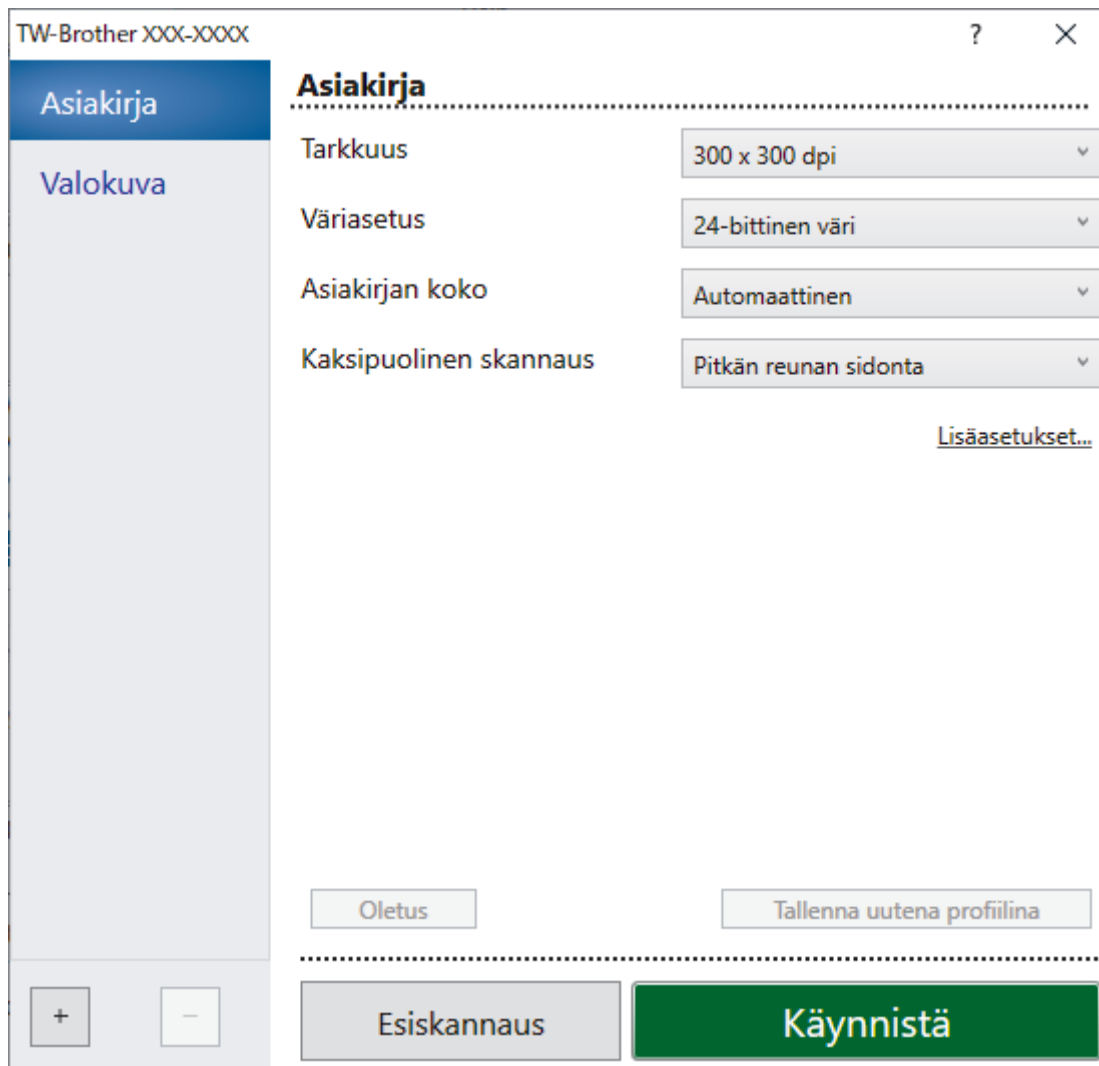 TW-Brother XXX-XXXX ?
Asiakirja
Valokuva
Asiakirja
Tarkkuus 300 x 300 dpi
Väriasetus 24-bittinen väri
Asiakirjan koko Automaattinen
Kaksipuolinen skannaus Pitkän reunan sidonta
Lisäasetukset...
Oletus Tallenna uutena profiilina
+ −
Esiskannaus Käynnistä